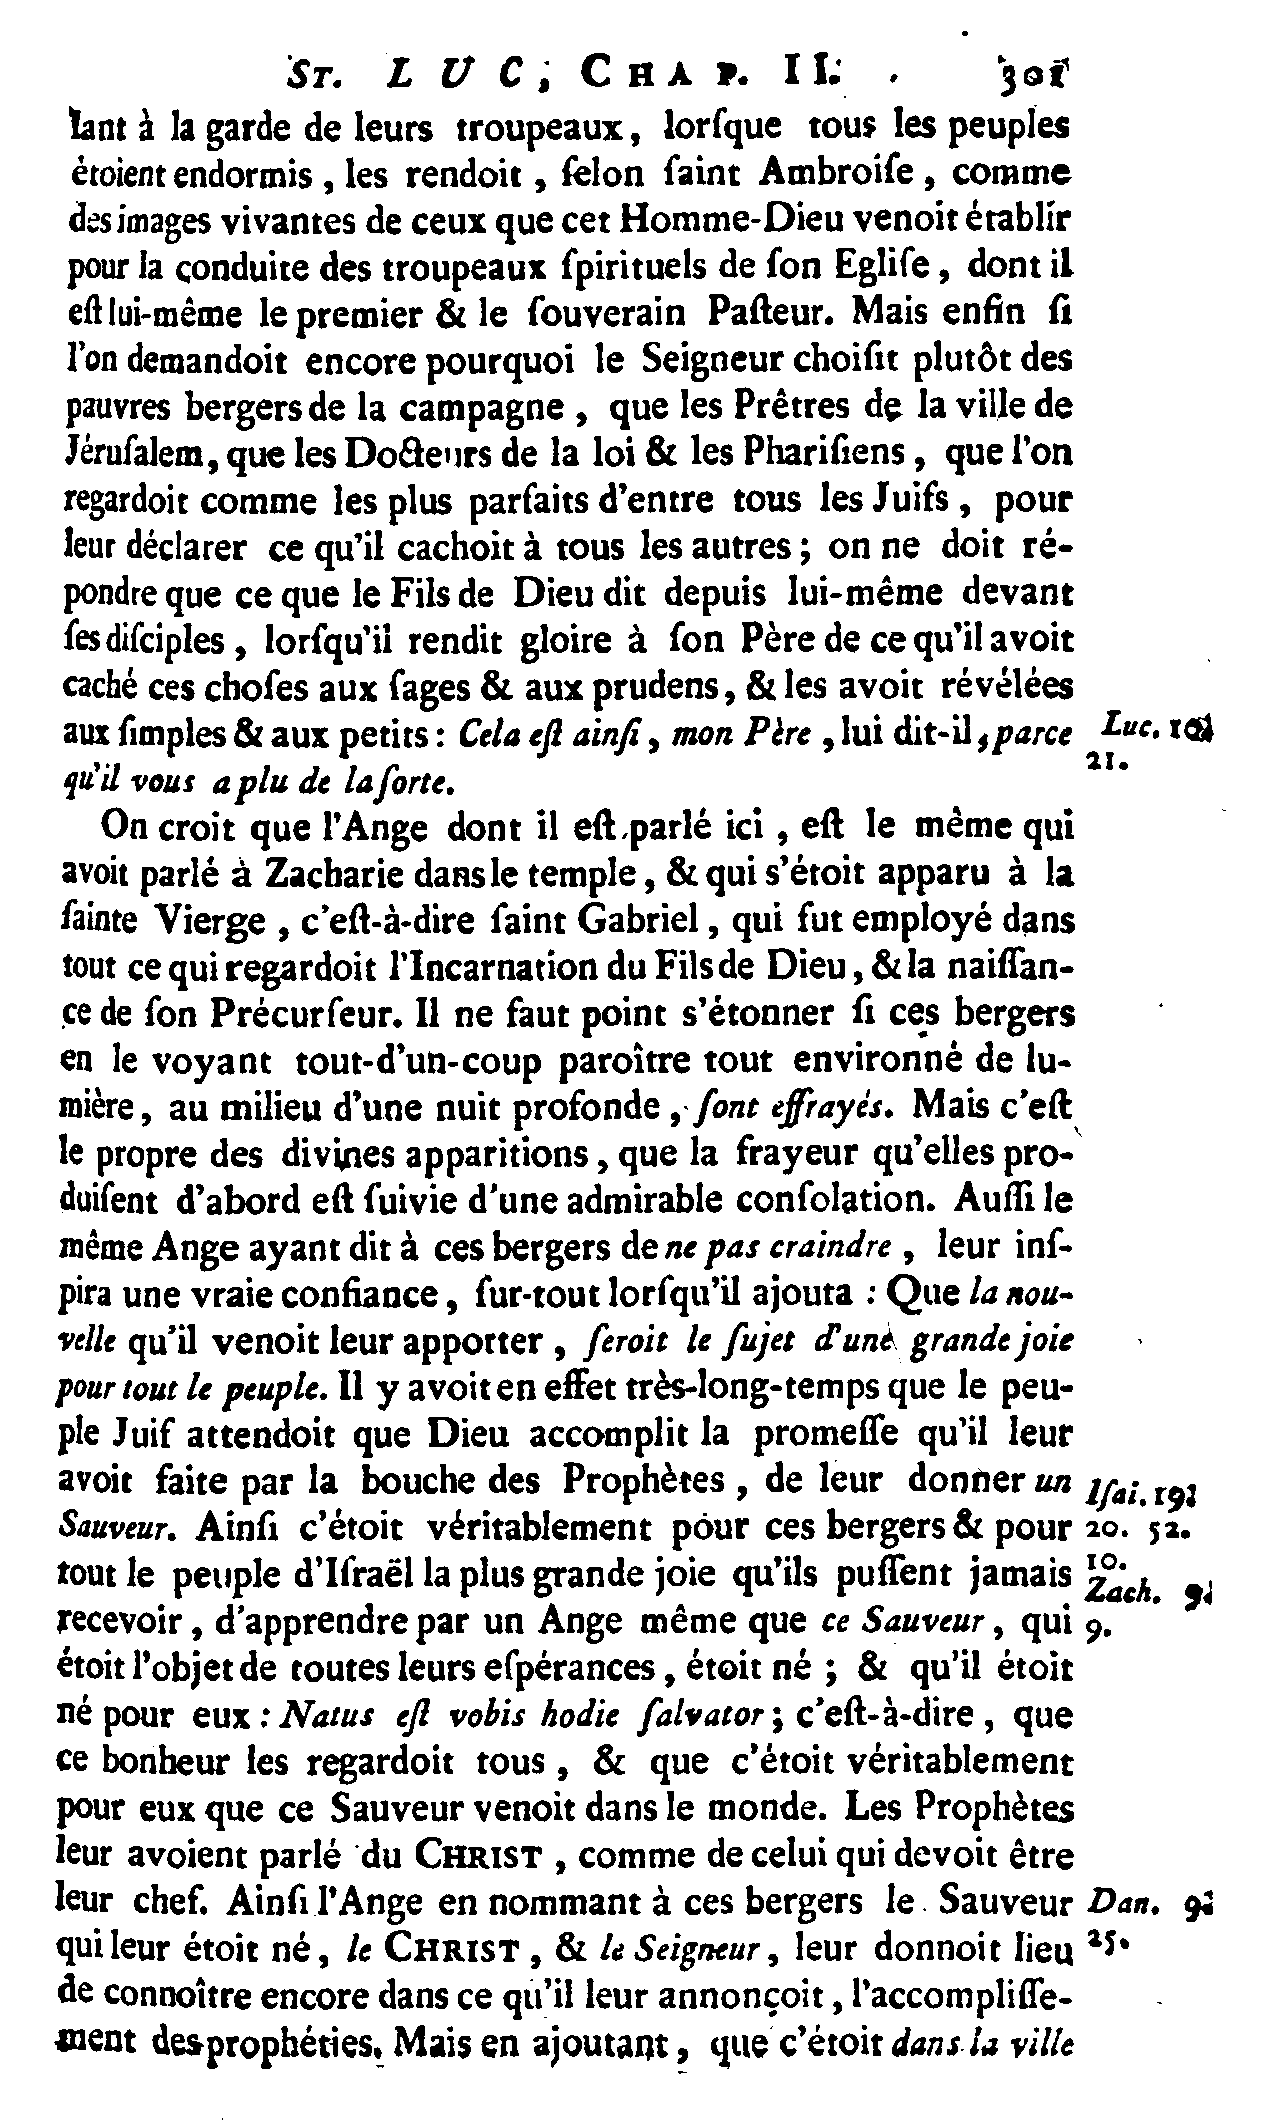 St. LUC, Chap. II. 301
lant à la garde de leurs troupeaux, lorſque tous les peuples
étoient endormis, les rendoit, ſelon ſaint Ambroiſe, comme
des images vivantes de ceux que cet Homme-Dieu venoit établir
pour la conduite des troupeaux ſpirituels de ſon Egliſe, dont il
eſt lui-même le premier & le ſouverain Paſteur. Mais enfin ſi
l'on demandoit encore pourquoi le Seigneur choiſit plutôt des
pauvres bergers de la campagne, que les Prêtres de la ville de
Jéruſalem, que les Docteurs de la loi & les Phariſiens, que l'on
regardoit comme les plus parfaits d'entre tous les Juifs, pour
leur déclarer ce qu'il cachoit à tous les autres; on ne doit ré-
pondre que ce que le Fils de Dieu dit depuis lui-même devant
ſes diſciples, lorſqu'il rendit gloire à ſon Père de ce qu'il avoit
caché ces choſes aux ſages & aux prudens, & les avoit révélées
aux ſimples & aux petits: Cela eſt ainſi, mon Père, lui dit-il, parce
qu'il vous a plu de la ſorte.
Luc. 10.
21.
On croit que l'Ange dont il eſt parlé ici, eſt le même qui
avoit parlé à Zacharie dans le temple, & qui s'étoit apparu à la
ſainte Vierge, c'eſt-à-dire ſaint Gabriel, qui fut employé dans
tout ce qui regardoit l'Incarnation du Fils de Dieu, & la naiſſan-
ce de ſon Précurſeur. Il ne faut point s'étonner ſi ces bergers
en le voyant tout-d'un-coup paroître tout environné de lu-
mière, au milieu d'une nuit profonde, ſont effrayés. Mais c'eſt
le propre des divines apparitions, que la frayeur qu'elles pro-
duiſent d'abord eſt ſuivie d'une admirable conſolation. Auſſi le
même Ange ayant dit à ces bergers de ne pas craindre, leur inſ-
pira une vraie confiance, ſur-tout lorſqu'il ajouta : Que la nou-
velle qu'il venoit leur apporter, ſeroit le ſujet d'une grande joie
pour tout le peuple. Il y avoit en effet très-long-temps que le peu-
ple Juif attendoit que Dieu accomplit la promeſſe qu'il leur
avoit faite par la bouche des Prophètes, de leur donner un
Sauveur. Ainſi c'étoit véritablement pour ces bergers & pour
tout le peuple d'Iſraël la plus grande joie qu'ils puſſent jamais
recevoir, d'apprendre par un Ange même que ce Sauveur, qui
étoit l'objet de toutes leurs eſpérances, étoit né; & qu'il étoit
né pour eux : Natus eſt vobis hodie ſalvator; c'eſt-à-dire, que
ce bonheur les regardoit tous, & que c'étoit véritablement
pour eux que ce Sauveur venoit dans le monde. Les Prophètes
leur avoient parlé du CHRIST, comme de celui qui devoit être
leur chef. Ainſi l'Ange en nommant à ces bergers le Sauveur
qui leur étoit né, le CHRIST, & le Seigneur, leur donnoit lieu
de connoître encore dans ce qu'il leur annonçoit, l'accompliſſe-
ment des prophéties. Mais en ajoutant, que c'étoit dans la ville
Iſai. 19.
20. 52.
10.
Zach. 9.
9.
Dan. 9.
25.